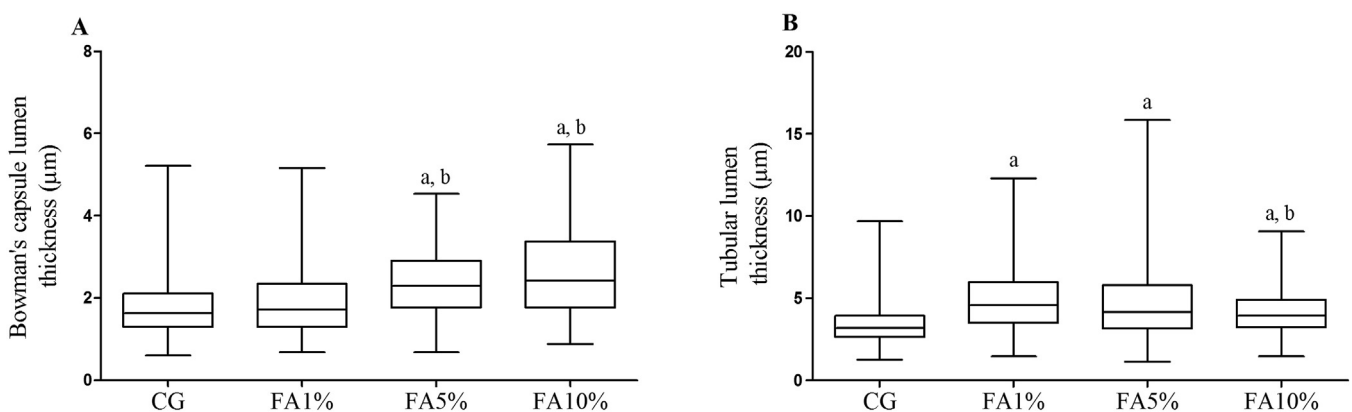 A
Bowman's capsule lumen
thickness (μm)
8
6
4
2
0
a, b
a, b
CG
FA1%
FA5%
FA10%
B
Tubular lumen
thickness (μm)
20
15
10
5
0
a
a
a, b
CG
FA1%
FA5%
FA10%